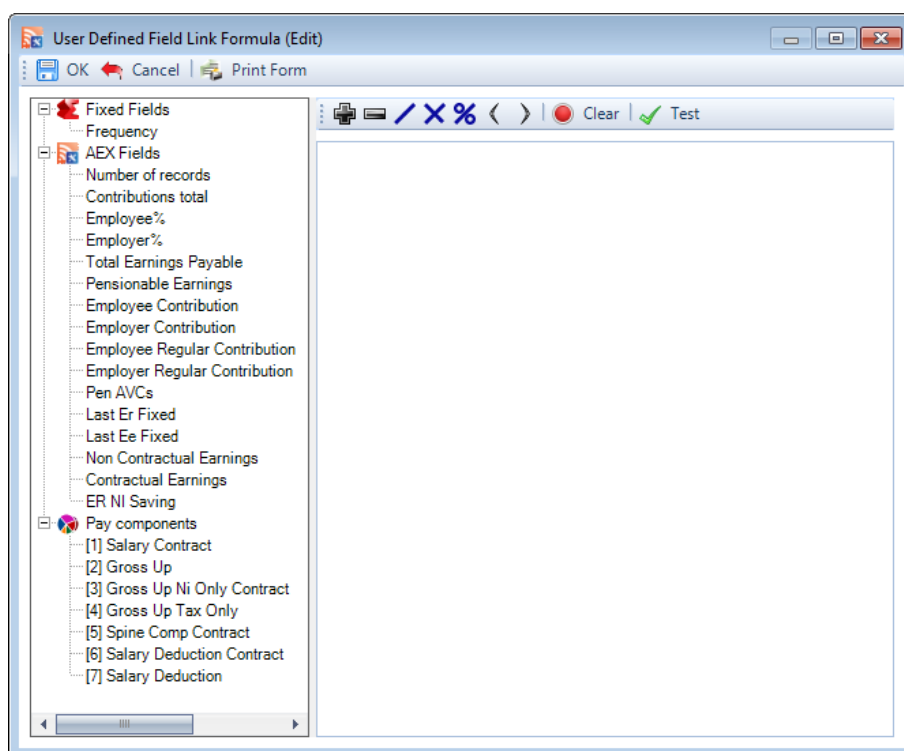 User Defined Field Link Formula (Edit)
OK Cancel Print Form
Fixed Fields
Frequency
AEX Fields
Number of records
Contributions total
Employee%
Employer%
Total Earnings Payable
Pensionable Earnings
Employee Contribution
Employer Contribution
Employee Regular Contribution
Employer Regular Contribution
Pen AVCs
Last Er Fixed
Last Ee Fixed
Non Contractual Earnings
Contractual Earnings
ER NI Saving
Pay components
[1] Salary Contract
[2] Gross Up
[3] Gross Up Ni Only Contract
[4] Gross Up Tax Only
[5] Spine Comp Contract
[6] Salary Deduction Contract
[7] Salary Deduction
% ( ) Clear Test